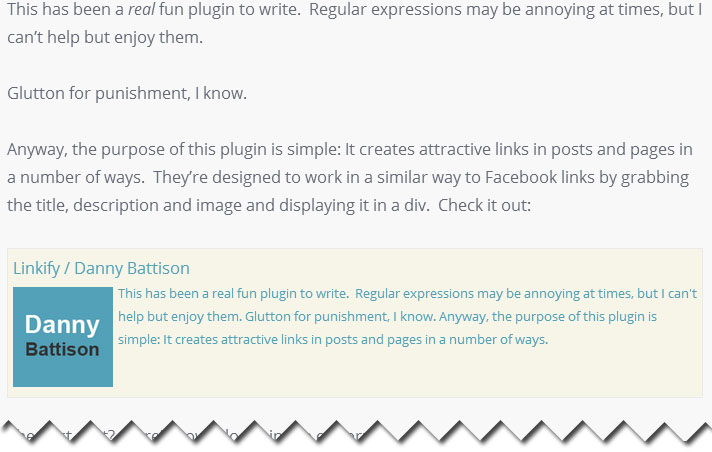 This has been a real fun plugin to write.  Regular expressions may be annoying at times, but I
can’t help but enjoy them.
Glutton for punishment, I know.
Anyway, the purpose of this plugin is simple: It creates attractive links in posts and pages in
a number of ways.  They’re designed to work in a similar way to Facebook links by grabbing
the title, description and image and displaying it in a div.  Check it out:
Linkify / Danny Battison
Danny
Battison
This has been a real fun plugin to write.  Regular expressions may be annoying at times, but I can't
help but enjoy them. Glutton for punishment, I know. Anyway, the purpose of this plugin is
simple: It creates attractive links in posts and pages in a number of ways.